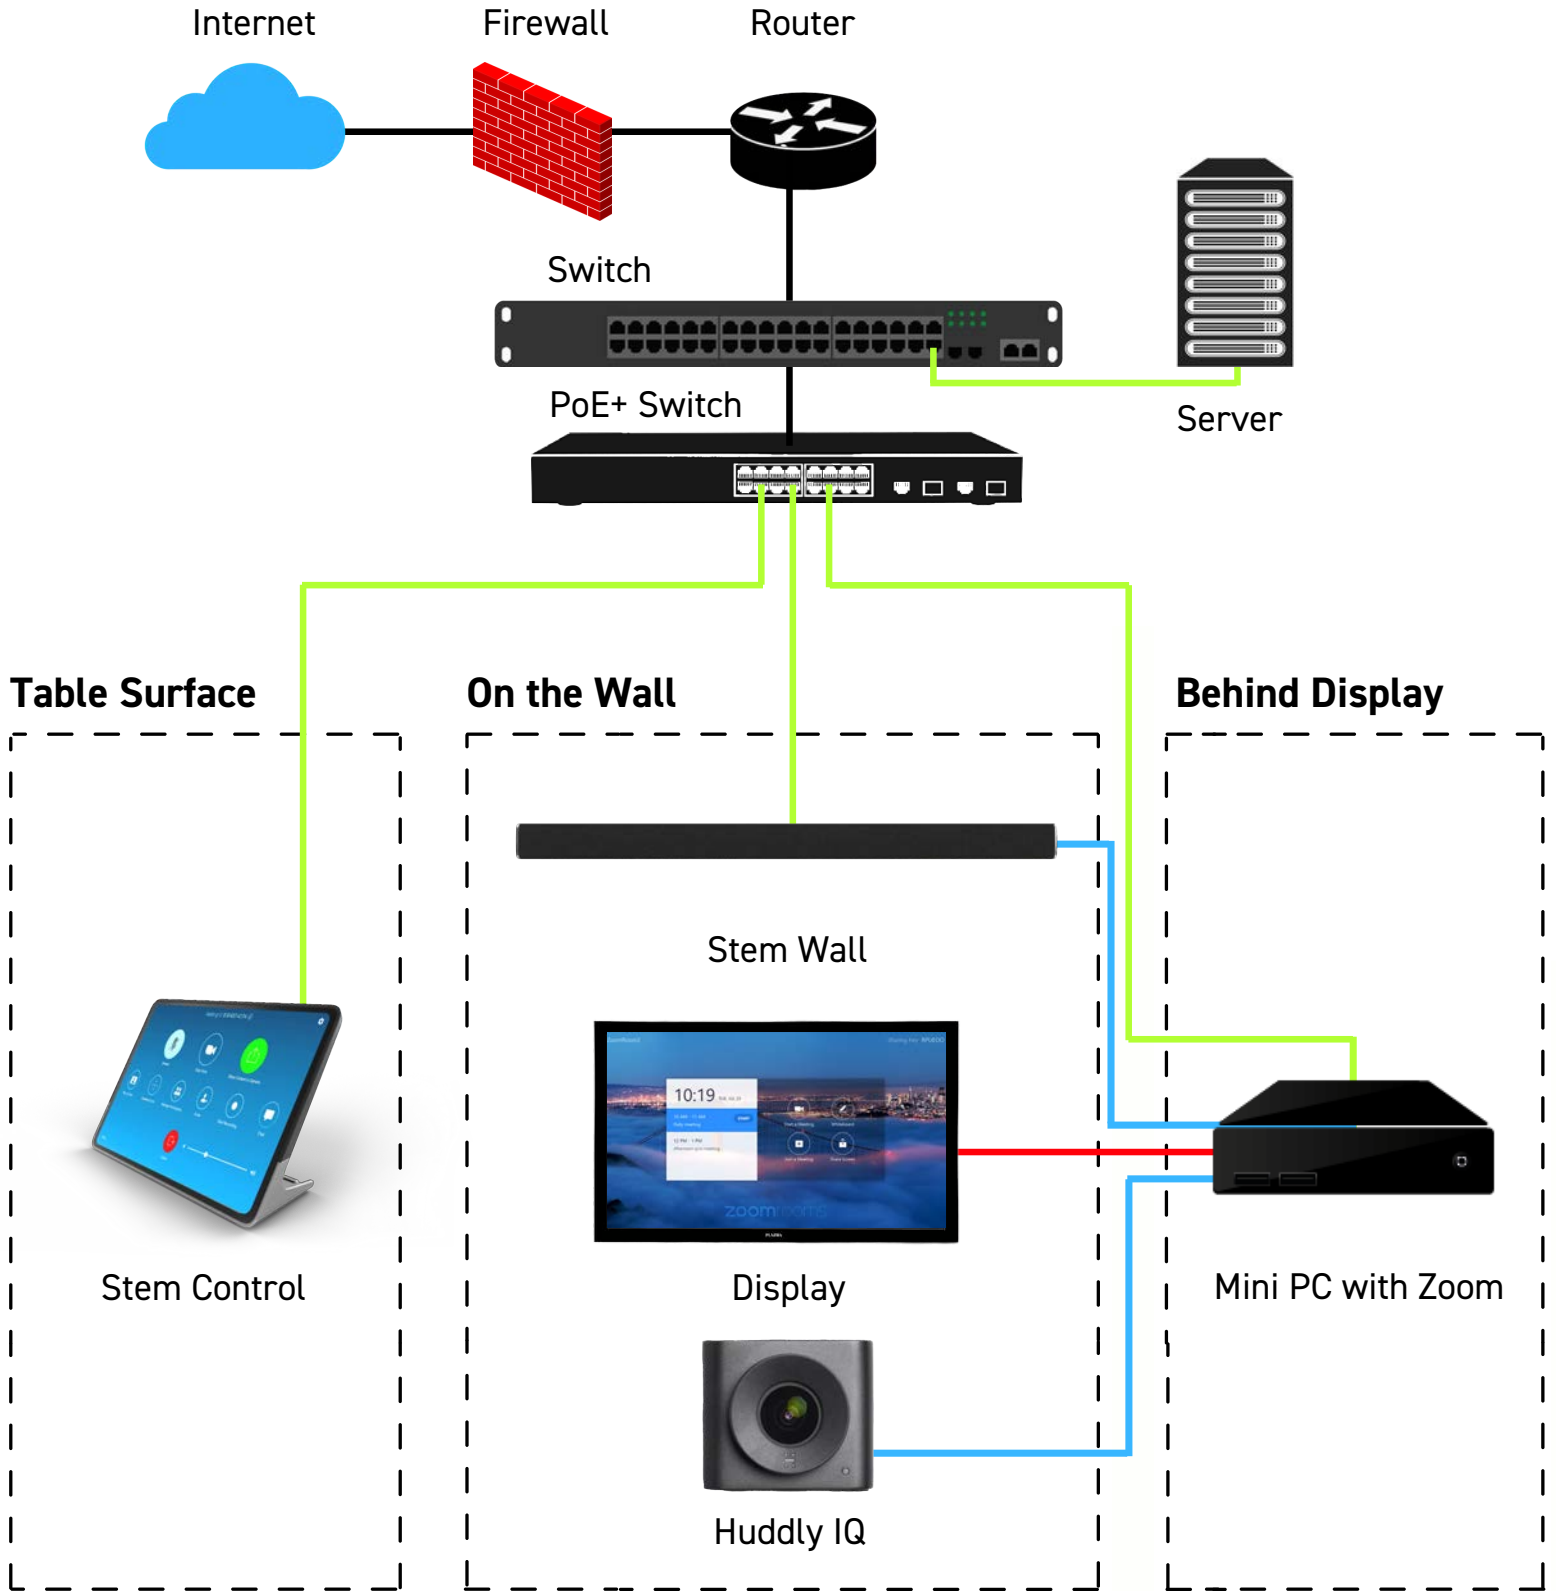 Internet
Firewall
Router
Switch
PoE+ Switch
Server
Table Surface
On the Wall
Behind Display
Stem Wall
10:19
zoomrooms
Stem Control
Display
Mini PC with Zoom
Huddly IQ